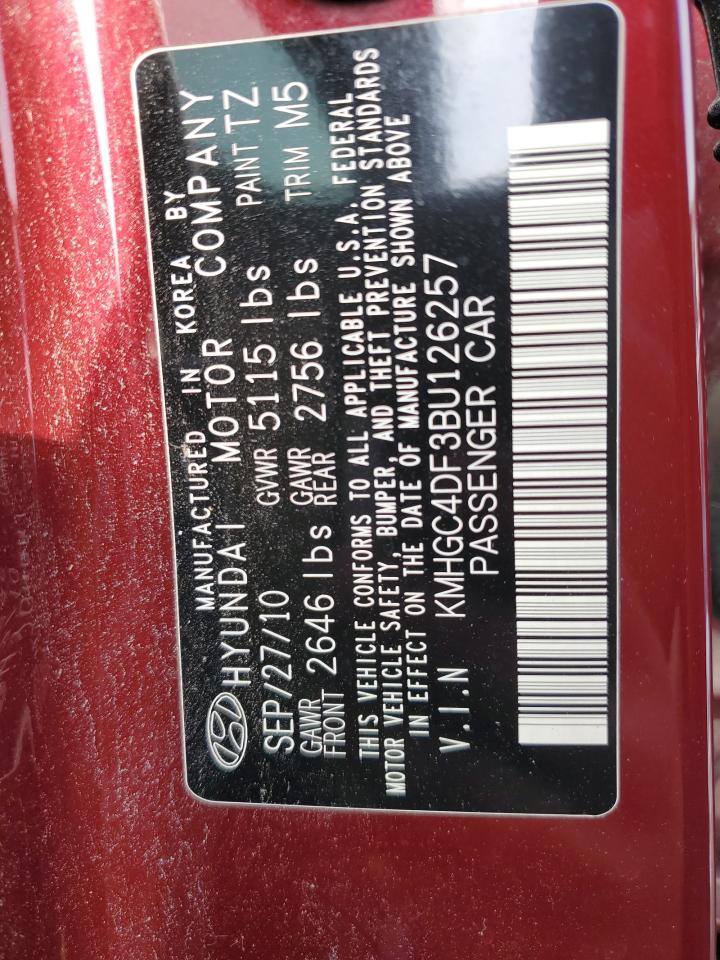 MANUFACTURED IN KOREA BY
HYUNDAI MOTOR COMPANY
SEP/27/10 GVWR 5115 lbs PAINT TZ
GAWR FRONT 2646 lbs GAWR REAR 2756 lbs TRIM M5
THIS VEHICLE CONFORMS TO ALL APPLICABLE U.S.A. FEDERAL
MOTOR VEHICLE SAFETY, BUMPER, AND THEFT PREVENTION STANDARDS
IN EFFECT ON THE DATE OF MANUFACTURE SHOWN ABOVE
V.I.N KMHGC4DF3BU126257
PASSENGER CAR